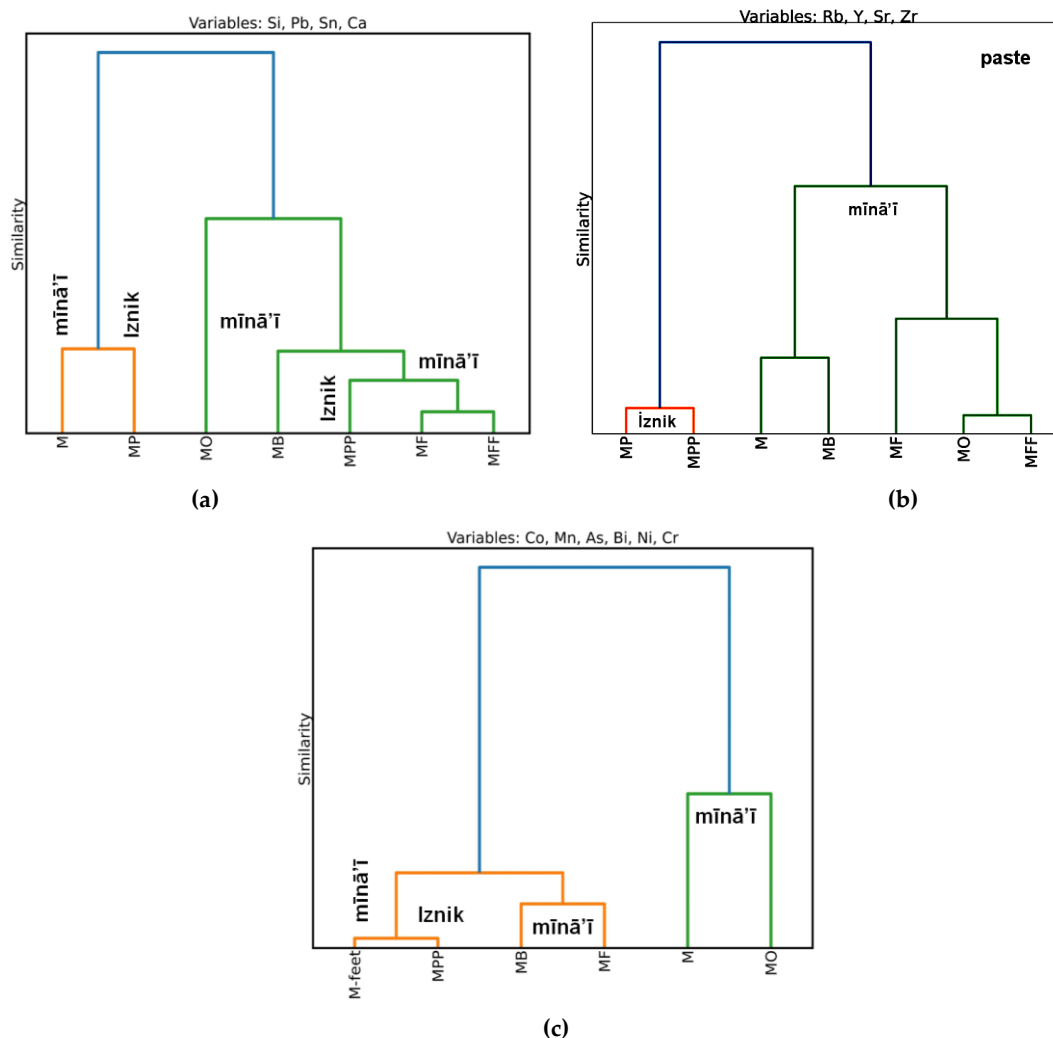 Variables: Si, Pb, Sn, Ca
Similarity
mīnā'ī
Iznik
mīnā'ī
Iznik
mīnā'ī
M
MP
MO
MB
MPP
MF
MFF
(a)
Variables: Rb, Y, Sr, Zr
paste
Similarity
mīnā'ī
İznik
MP
MPP
M
MB
MF
MO
MFF
(b)
Variables: Co, Mn, As, Bi, Ni, Cr
Similarity
mīnā'ī
Iznik
mīnā'ī
mīnā'ī
M-feet
MPP
MB
MF
M
MO
(c)